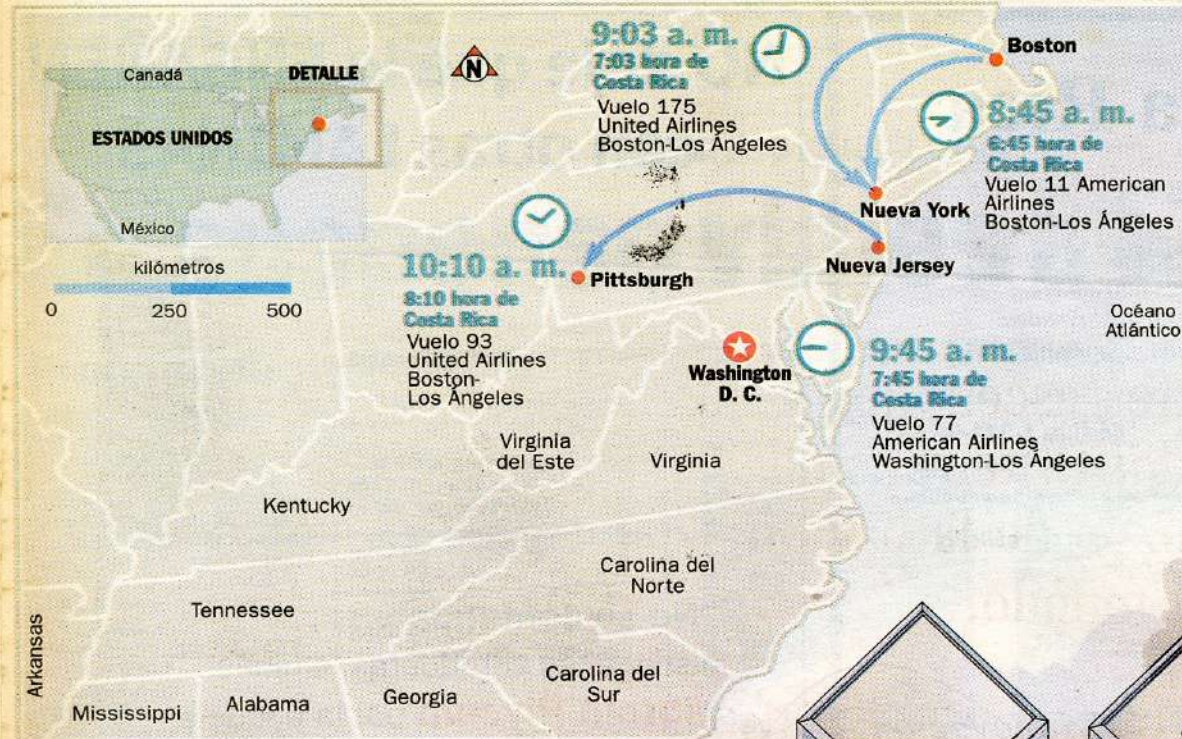 Canadá
DETALLE
ESTADOS UNIDOS
México
kilómetros
0 250 500
N
9:03 a. m.
7:03 hora de
Costa Rica
Vuelo 175
United Airlines
Boston-Los Ángeles
Boston
8:45 a. m.
6:45 hora de
Costa Rica
Vuelo 11 American
Airlines
Boston-Los Ángeles
Nueva York
Nueva Jersey
10:10 a. m.
8:10 hora de
Costa Rica
Vuelo 93
United Airlines
Boston-
Los Ángeles
Pittsburgh
Washington
D. C.
9:45 a. m.
7:45 hora de
Costa Rica
Vuelo 77
American Airlines
Washington-Los Ángeles
Océano
Atlántico
Virginia
del Este
Virginia
Kentucky
Carolina del
Norte
Tennessee
Arkansas
Carolina del
Sur
Mississippi
Alabama
Georgia